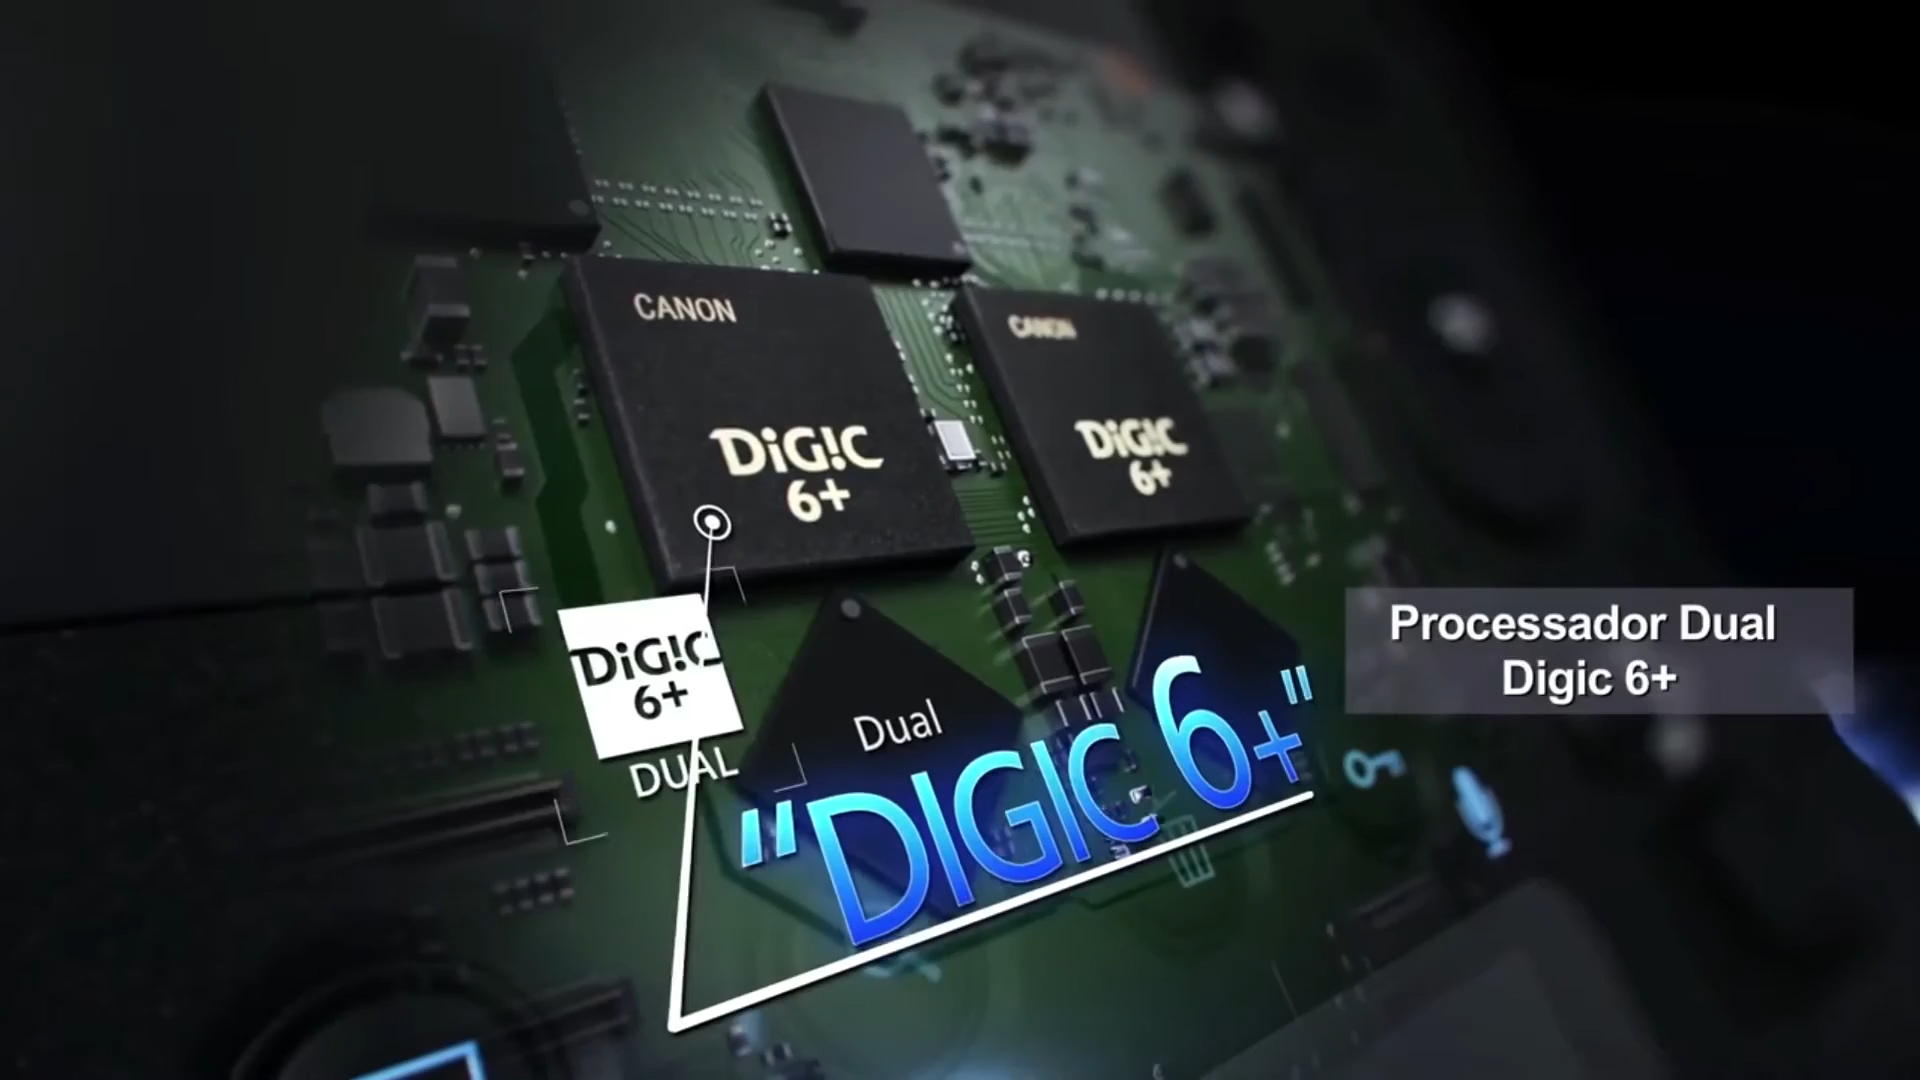 CANON
DiG!C
6+
CANON
DiG!C
6+
DiG!C
6+
DUAL
Dual
“DIGIC 6+"
Processador Dual
Digic 6+